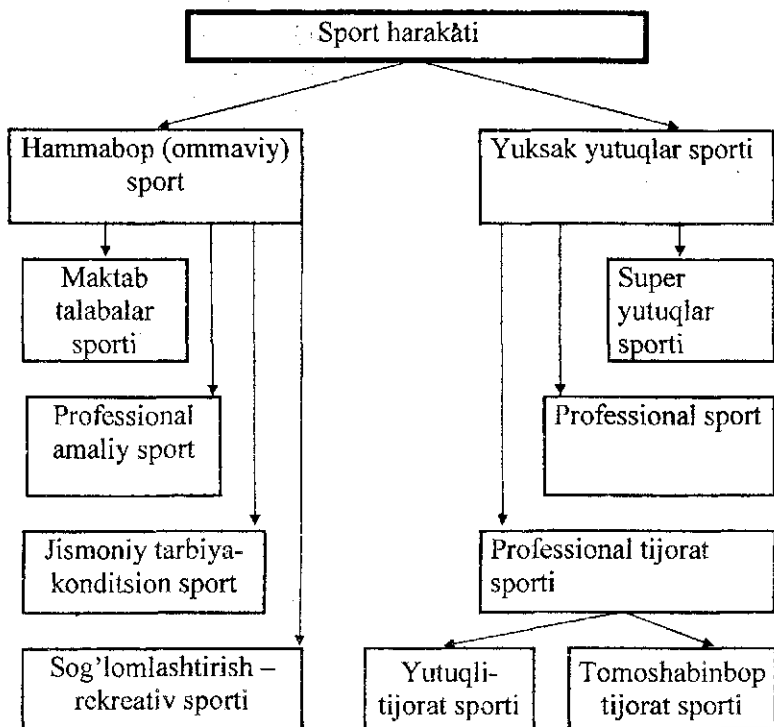 Sport harakati
Hammabop (ommaviy)
sport
Yuksak yutuqlar sporti
Maktab
talabalar
sporti
Super
yutuqlar
sporti
Professional
amaliy sport
Professional sport
Jismoniy tarbiya-
konditsion sport
Professional tijorat
sporti
Sog'lomlashtirish –
rekreativ sporti
Yutuqli-
tijorat sporti
Tomoshabinbop
tijorat sporti